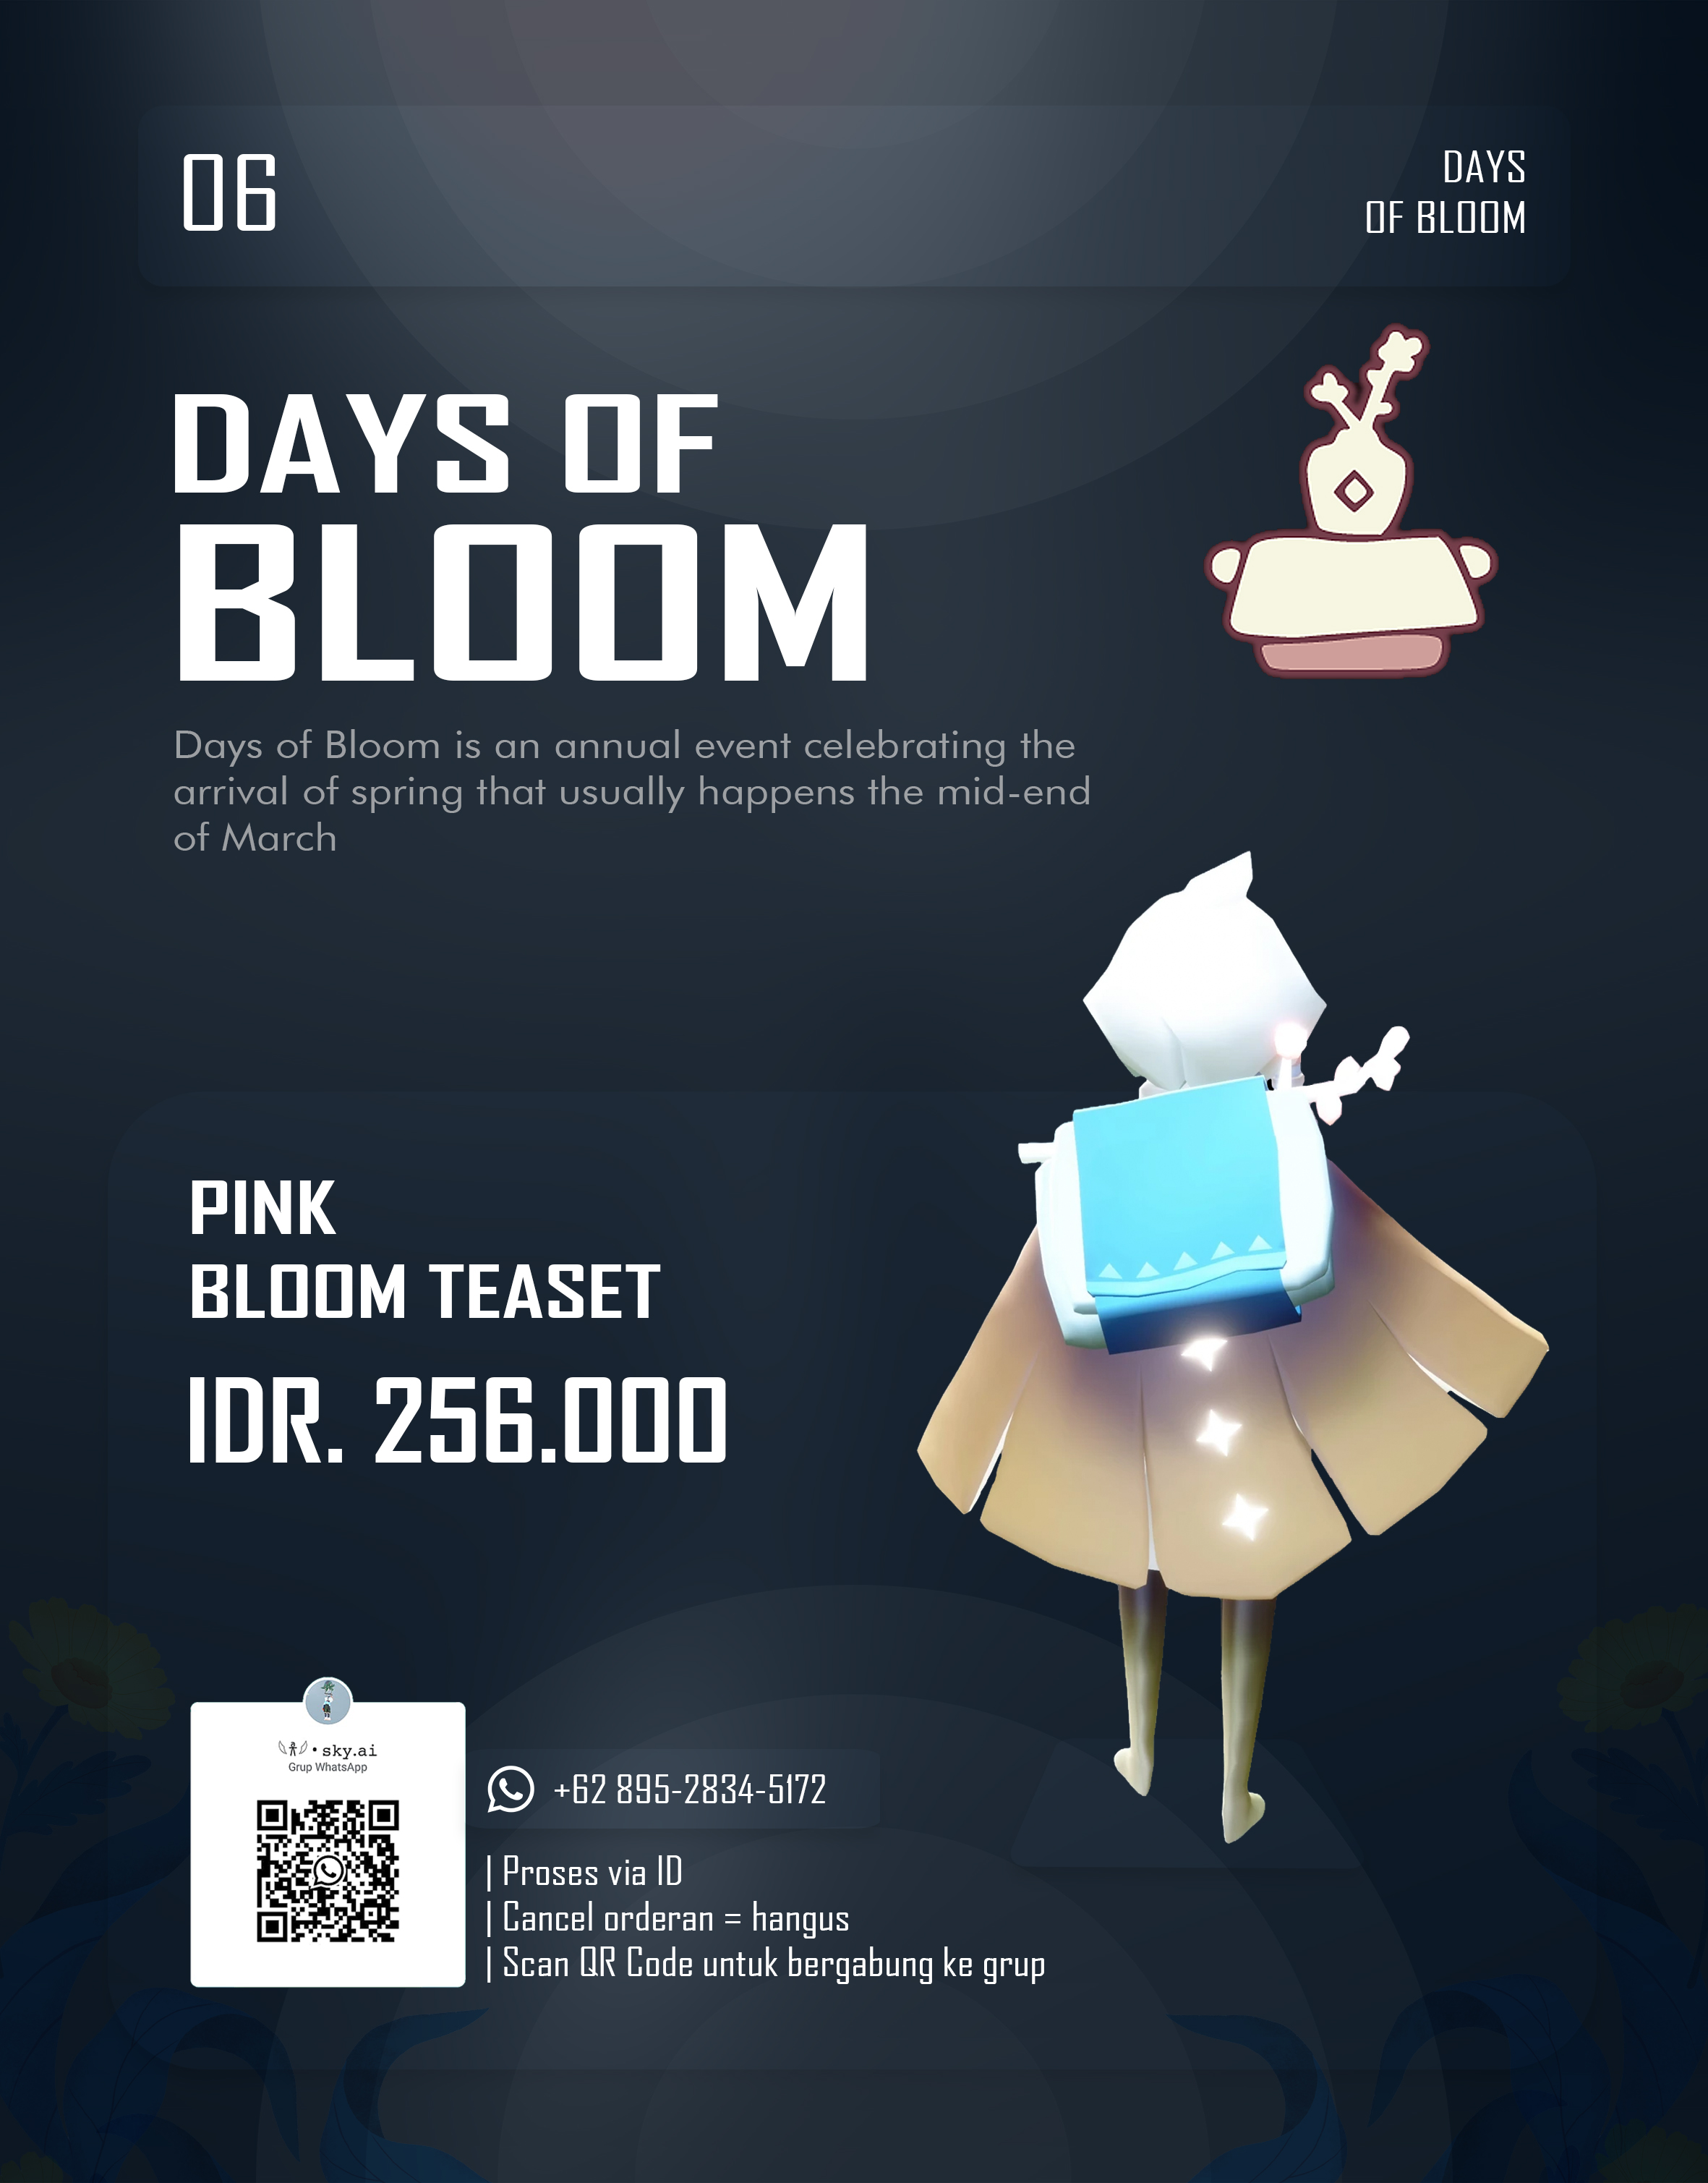 06
DAYS
OF BLOOM
DAYS OF
BLOOM
Days of Bloom is an annual event celebrating the
arrival of spring that usually happens the mid-end
of March
PINK
BLOOM TEASET
IDR. 256.000
• sky.ai
Grup WhatsApp
+62 895-2834-5172
| Proses via ID
| Cancel orderan = hangus
| Scan QR Code untuk bergabung ke grup